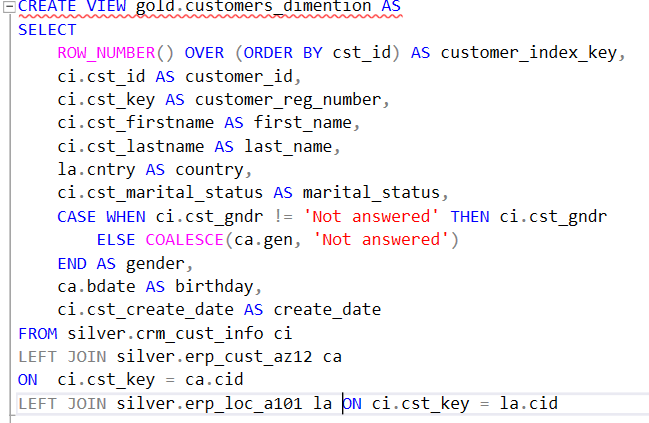 CREATE VIEW gold.customers_dimention AS
SELECT
ROW_NUMBER() OVER (ORDER BY cst_id) AS customer_index_key,
ci.cst_id AS customer_id,
ci.cst_key AS customer_reg_number,
ci.cst_firstname AS first_name,
ci.cst_lastname AS last_name,
la.cntry AS country,
ci.cst_marital_status AS marital_status,
CASE WHEN ci.cst_gndr != 'Not answered' THEN ci.cst_gndr
ELSE COALESCE(ca.gen, 'Not answered')
END AS gender,
ca.bdate AS birthday,
ci.cst_create_date AS create_date
FROM silver.crm_cust_info ci
LEFT JOIN silver.erp_cust_az12 ca
ON ci.cst_key = ca.cid
LEFT JOIN silver.erp_loc_a101 la ON ci.cst_key = la.cid